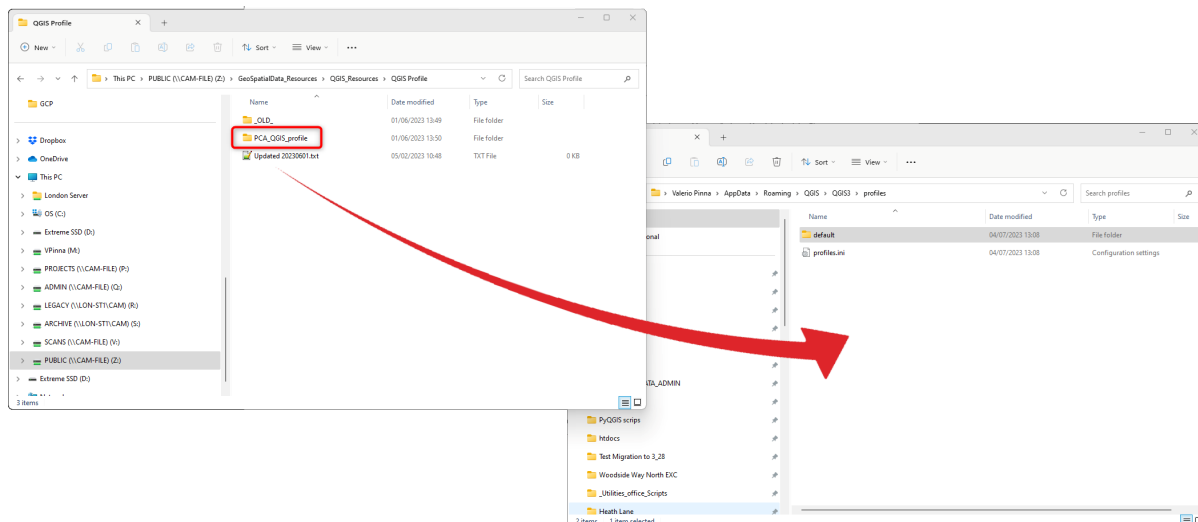 QGIS Profile
New
Sort
View
This PC > PUBLIC (\\CAM-FILE) (Z:) > GeoSpatialData_Resources > QGIS_Resources > QGIS Profile
Search QGIS Profile
GCP
Dropbox
OneDrive
This PC
London Server
OS (C:)
Extreme SSD (D:)
VPinna (M:)
PROJECTS (\\CAM-FILE) (P:)
ADMIN (\\CAM-FILE) (Q:)
LEGACY (\\LON-ST1\CAM) (R:)
ARCHIVE (\\LON-ST1\CAM) (S:)
SCANS (\\CAM-FILE) (V:)
PUBLIC (\\CAM-FILE) (Z:)
Extreme SSD (D:)
3 items
Name Date modified Type Size
_OLD_ 01/06/2023 13:49 File folder
PCA_QGIS_profile 01/06/2023 13:50 File folder
Updated 20230601.txt 05/02/2023 10:48 TXT File 0 KB
Sort
View
Valerio Pinna > AppData > Roaming > QGIS > QGIS3 > profiles
Search profiles
onal
ATA_ADMIN
PyQGIS scrips
htdocs
Test Migration to 3_28
Woodside Way North EXC
_Utilities_office_Scripts
Heath Lane
2 items 1 item selected
Name Date modified Type Size
default 04/07/2023 13:08 File folder
profiles.ini 04/07/2023 13:08 Configuration settings